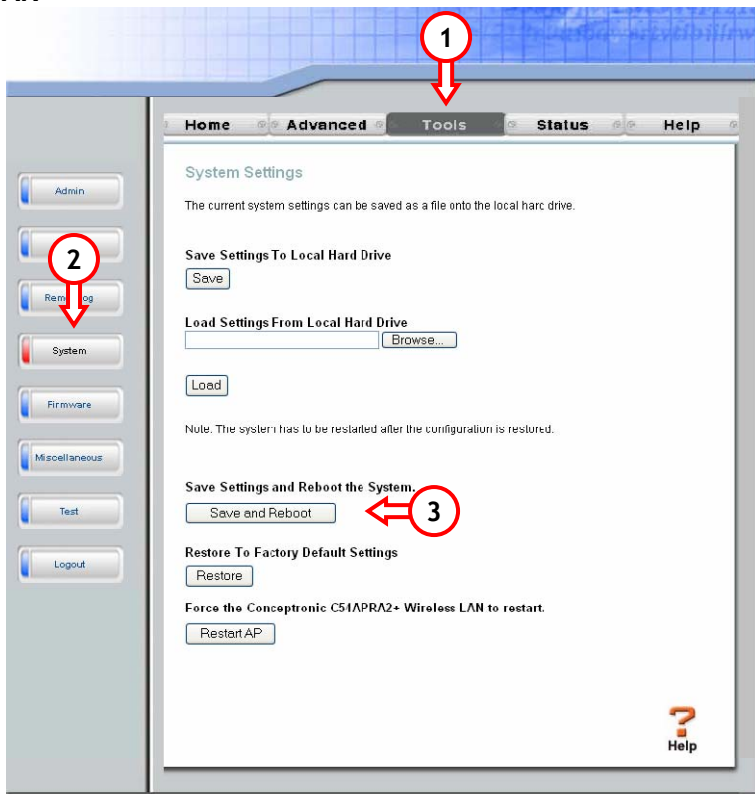 1
Home Advanced Tools Status Help
System Settings
Admin
The current system settings can be saved as a file onto the local hard drive.
2
Save Settings To Local Hard Drive
Save
Load Settings From Local Hard Drive
Browse...
System
Load
Firmware
Note. The system has to be restarted after the configuration is restored.
Miscellaneous
Save Settings and Reboot the System.
Save and Reboot
3
Test
Restore To Factory Default Settings
Logout
Restore
Force the Conceptronic C54APRA2+ Wireless LAN to restart.
Restart AP
Help